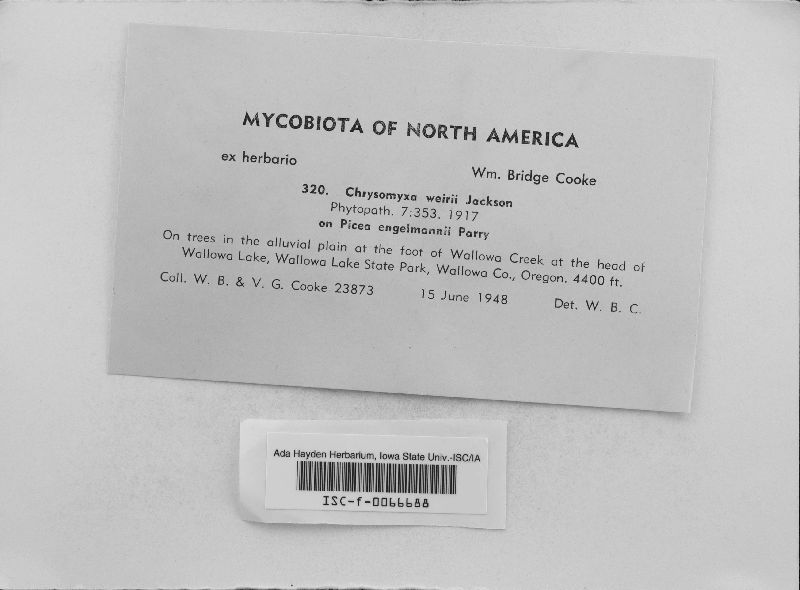 MYCOBIOTA OF NORTH AMERICA
ex herbario Wm. Bridge Cooke
320. Chrysomyxa weirii Jackson
Phytopath. 7:353. 1917
on Picea engelmannii Parry
On trees in the alluvial plain at the foot of Wallowa Creek at the head of
Wallowa Lake, Wallowa Lake State Park, Wallowa Co., Oregon. 4400 ft.
Coll. W. B. & V. G. Cooke 23873 15 June 1948 Det. W. B. C.
Ada Hayden Herbarium, Iowa State Univ.-ISC/IA
ISC-f-0066688